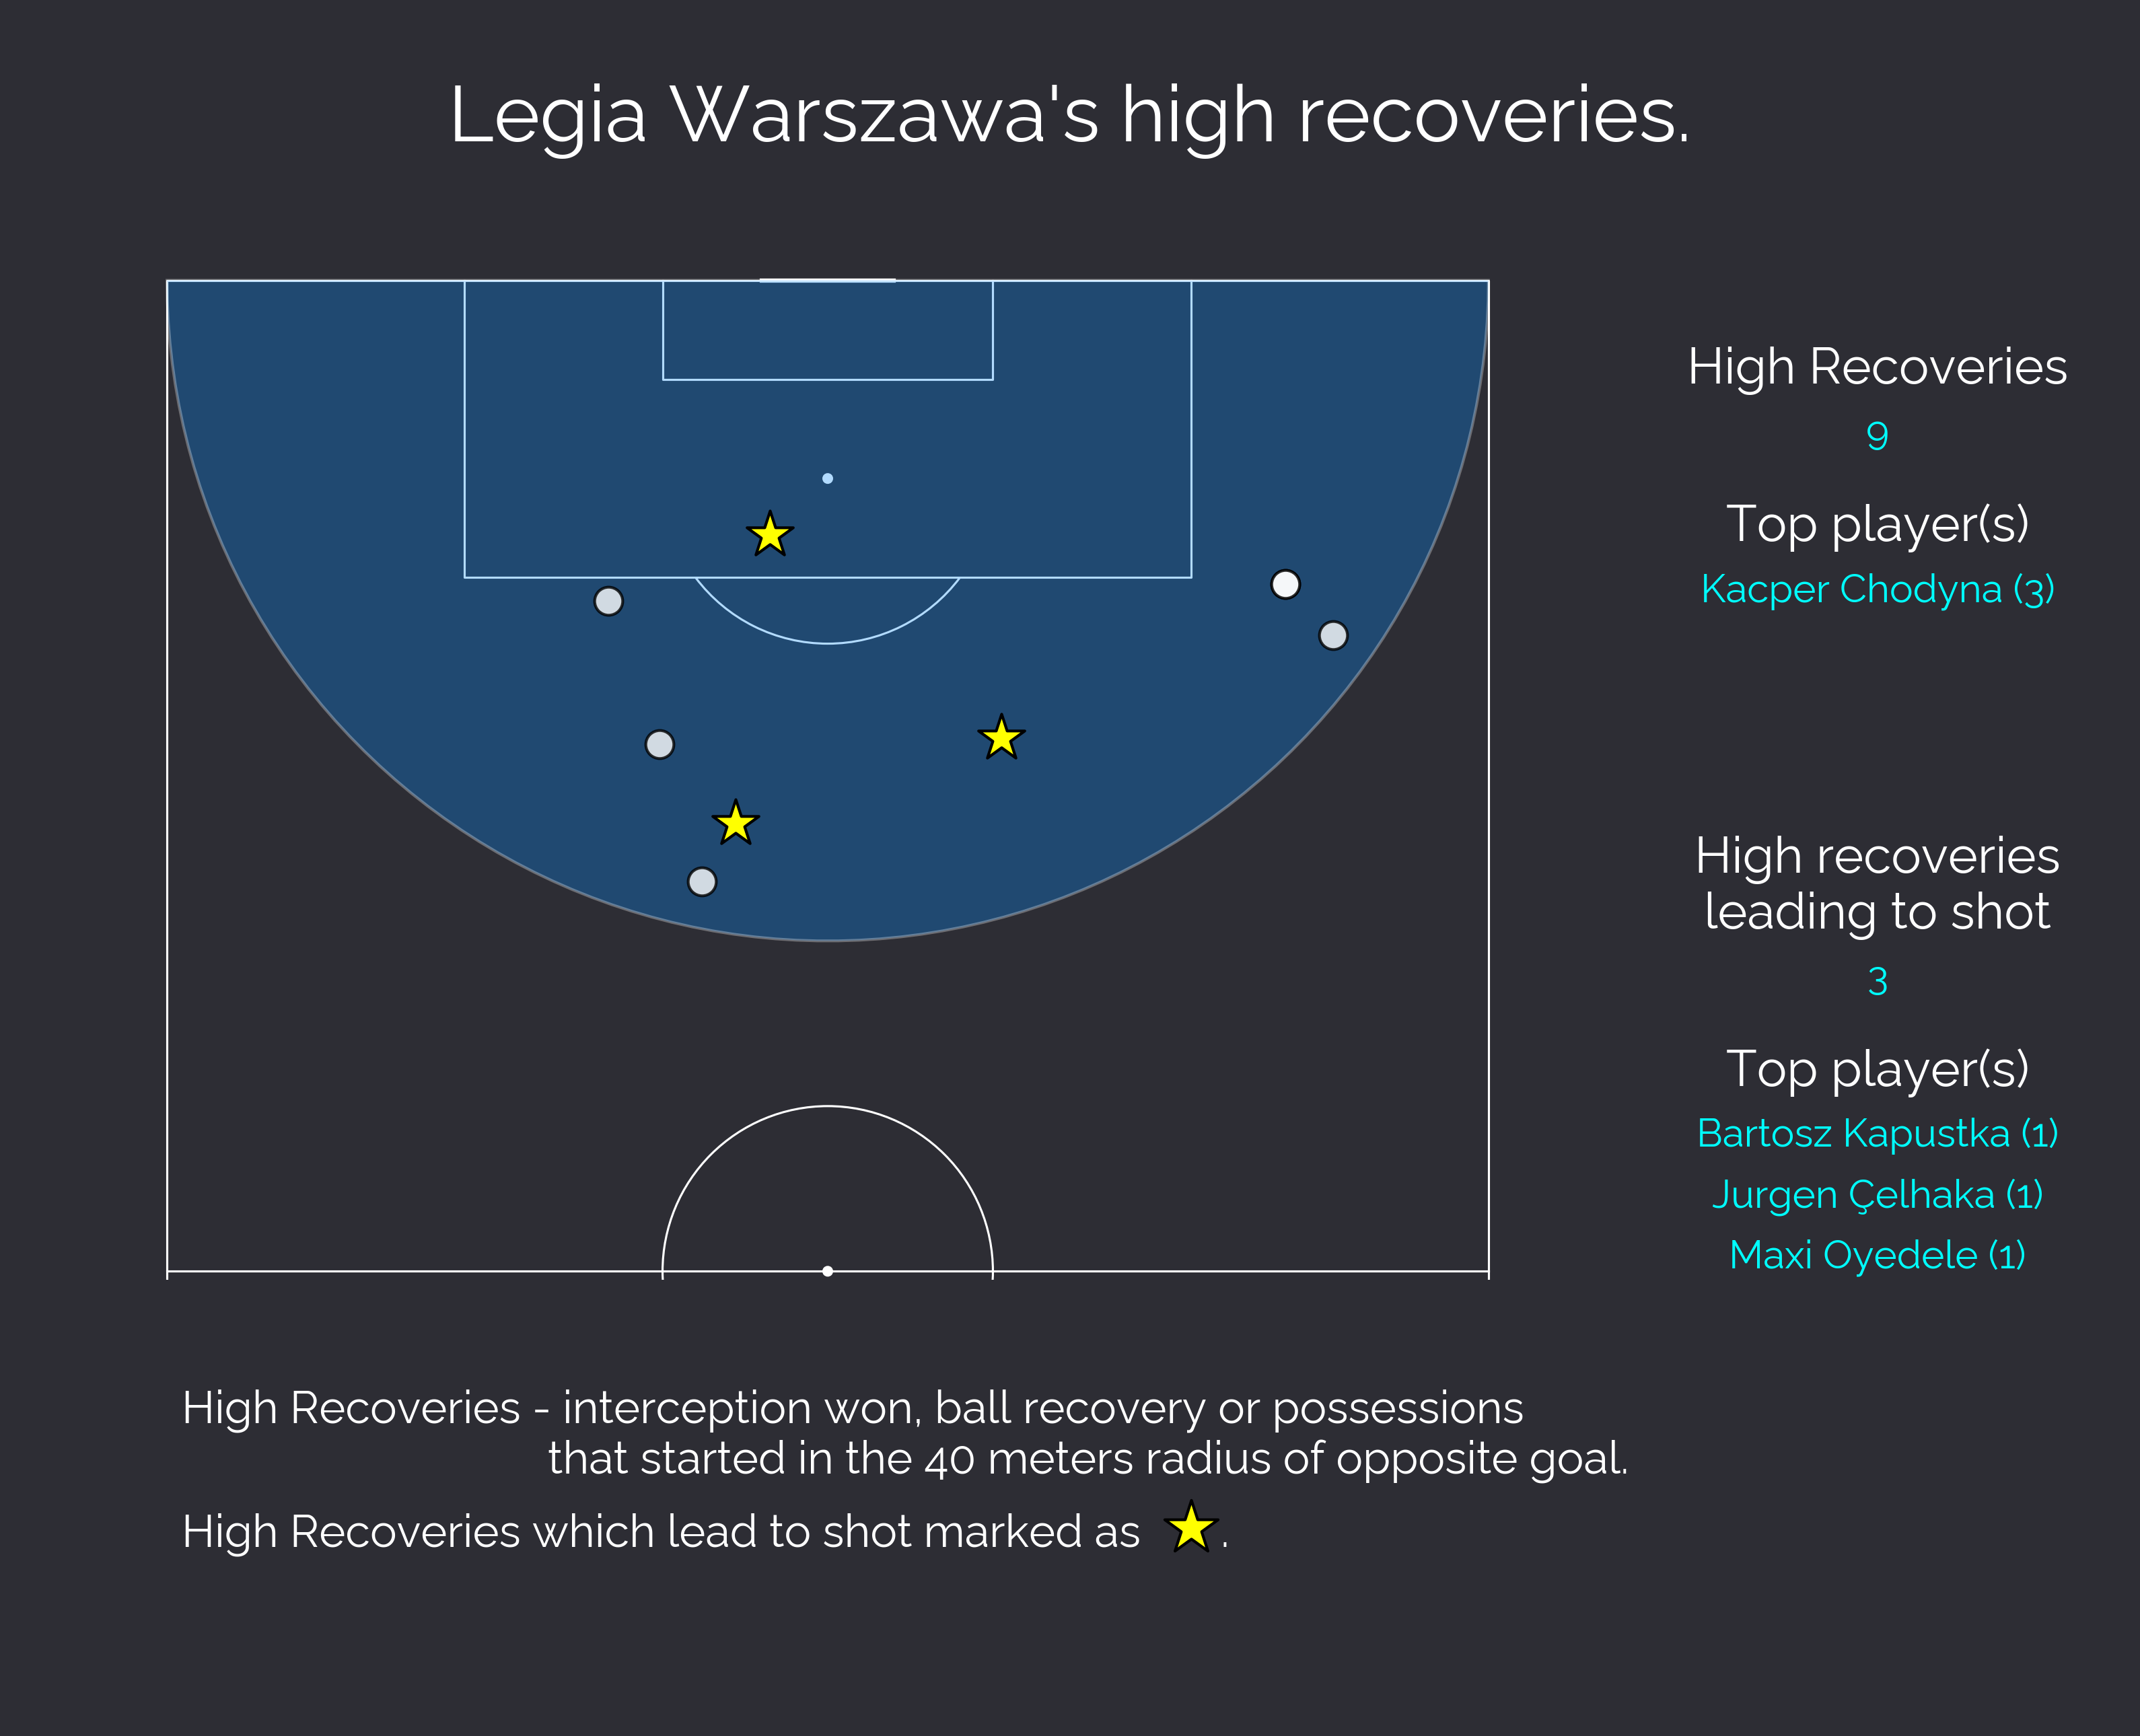 Legia Warszawa's high recoveries.
High Recoveries
9
Top player(s)
Kacper Chodyna (3)
High recoveries
leading to shot
3
Top player(s)
Bartosz Kapustka (1)
Jurgen Çelhaka (1)
Maxi Oyedele (1)
High Recoveries - interception won, ball recovery or possessions
that started in the 40 meters radius of opposite goal.
High Recoveries which lead to shot marked as .